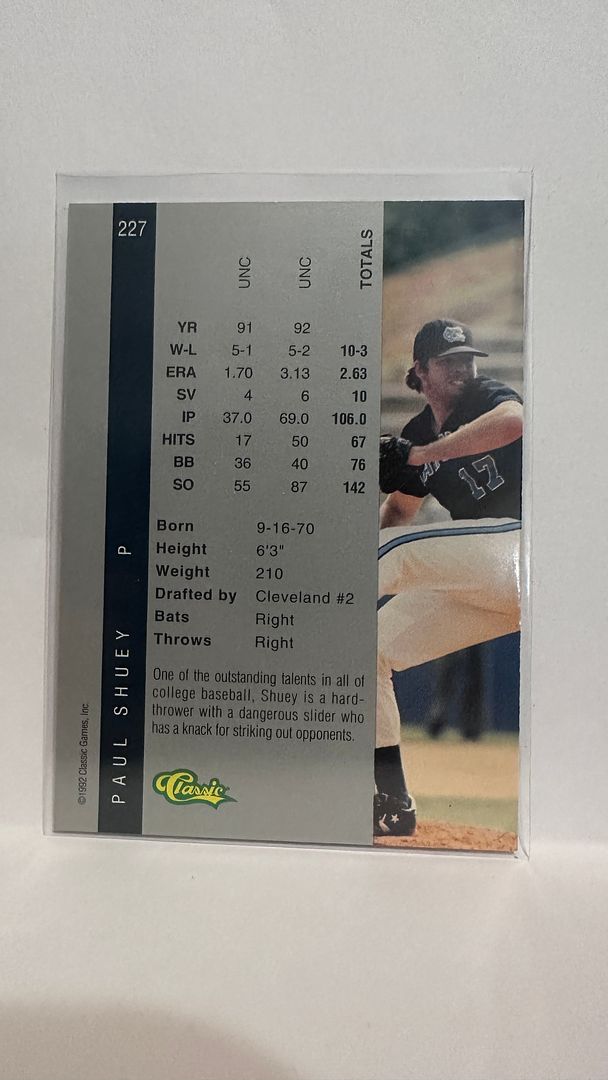 227
UNC UNC TOTALS
YR 91 92
W-L 5-1 5-2 10-3
ERA 1.70 3.13 2.63
SV 4 6 10
IP 37.0 69.0 106.0
HITS 17 50 67
BB 36 40 76
SO 55 87 142
Born 9-16-70
Height 6'3"
Weight 210
Drafted by Cleveland #2
Bats Right
Throws Right
One of the outstanding talents in all of
college baseball, Shuey is a hard-
thrower with a dangerous slider who
has a knack for striking out opponents.
Classic
PAUL SHUEY P
©1992 Classic Games, Inc.
17